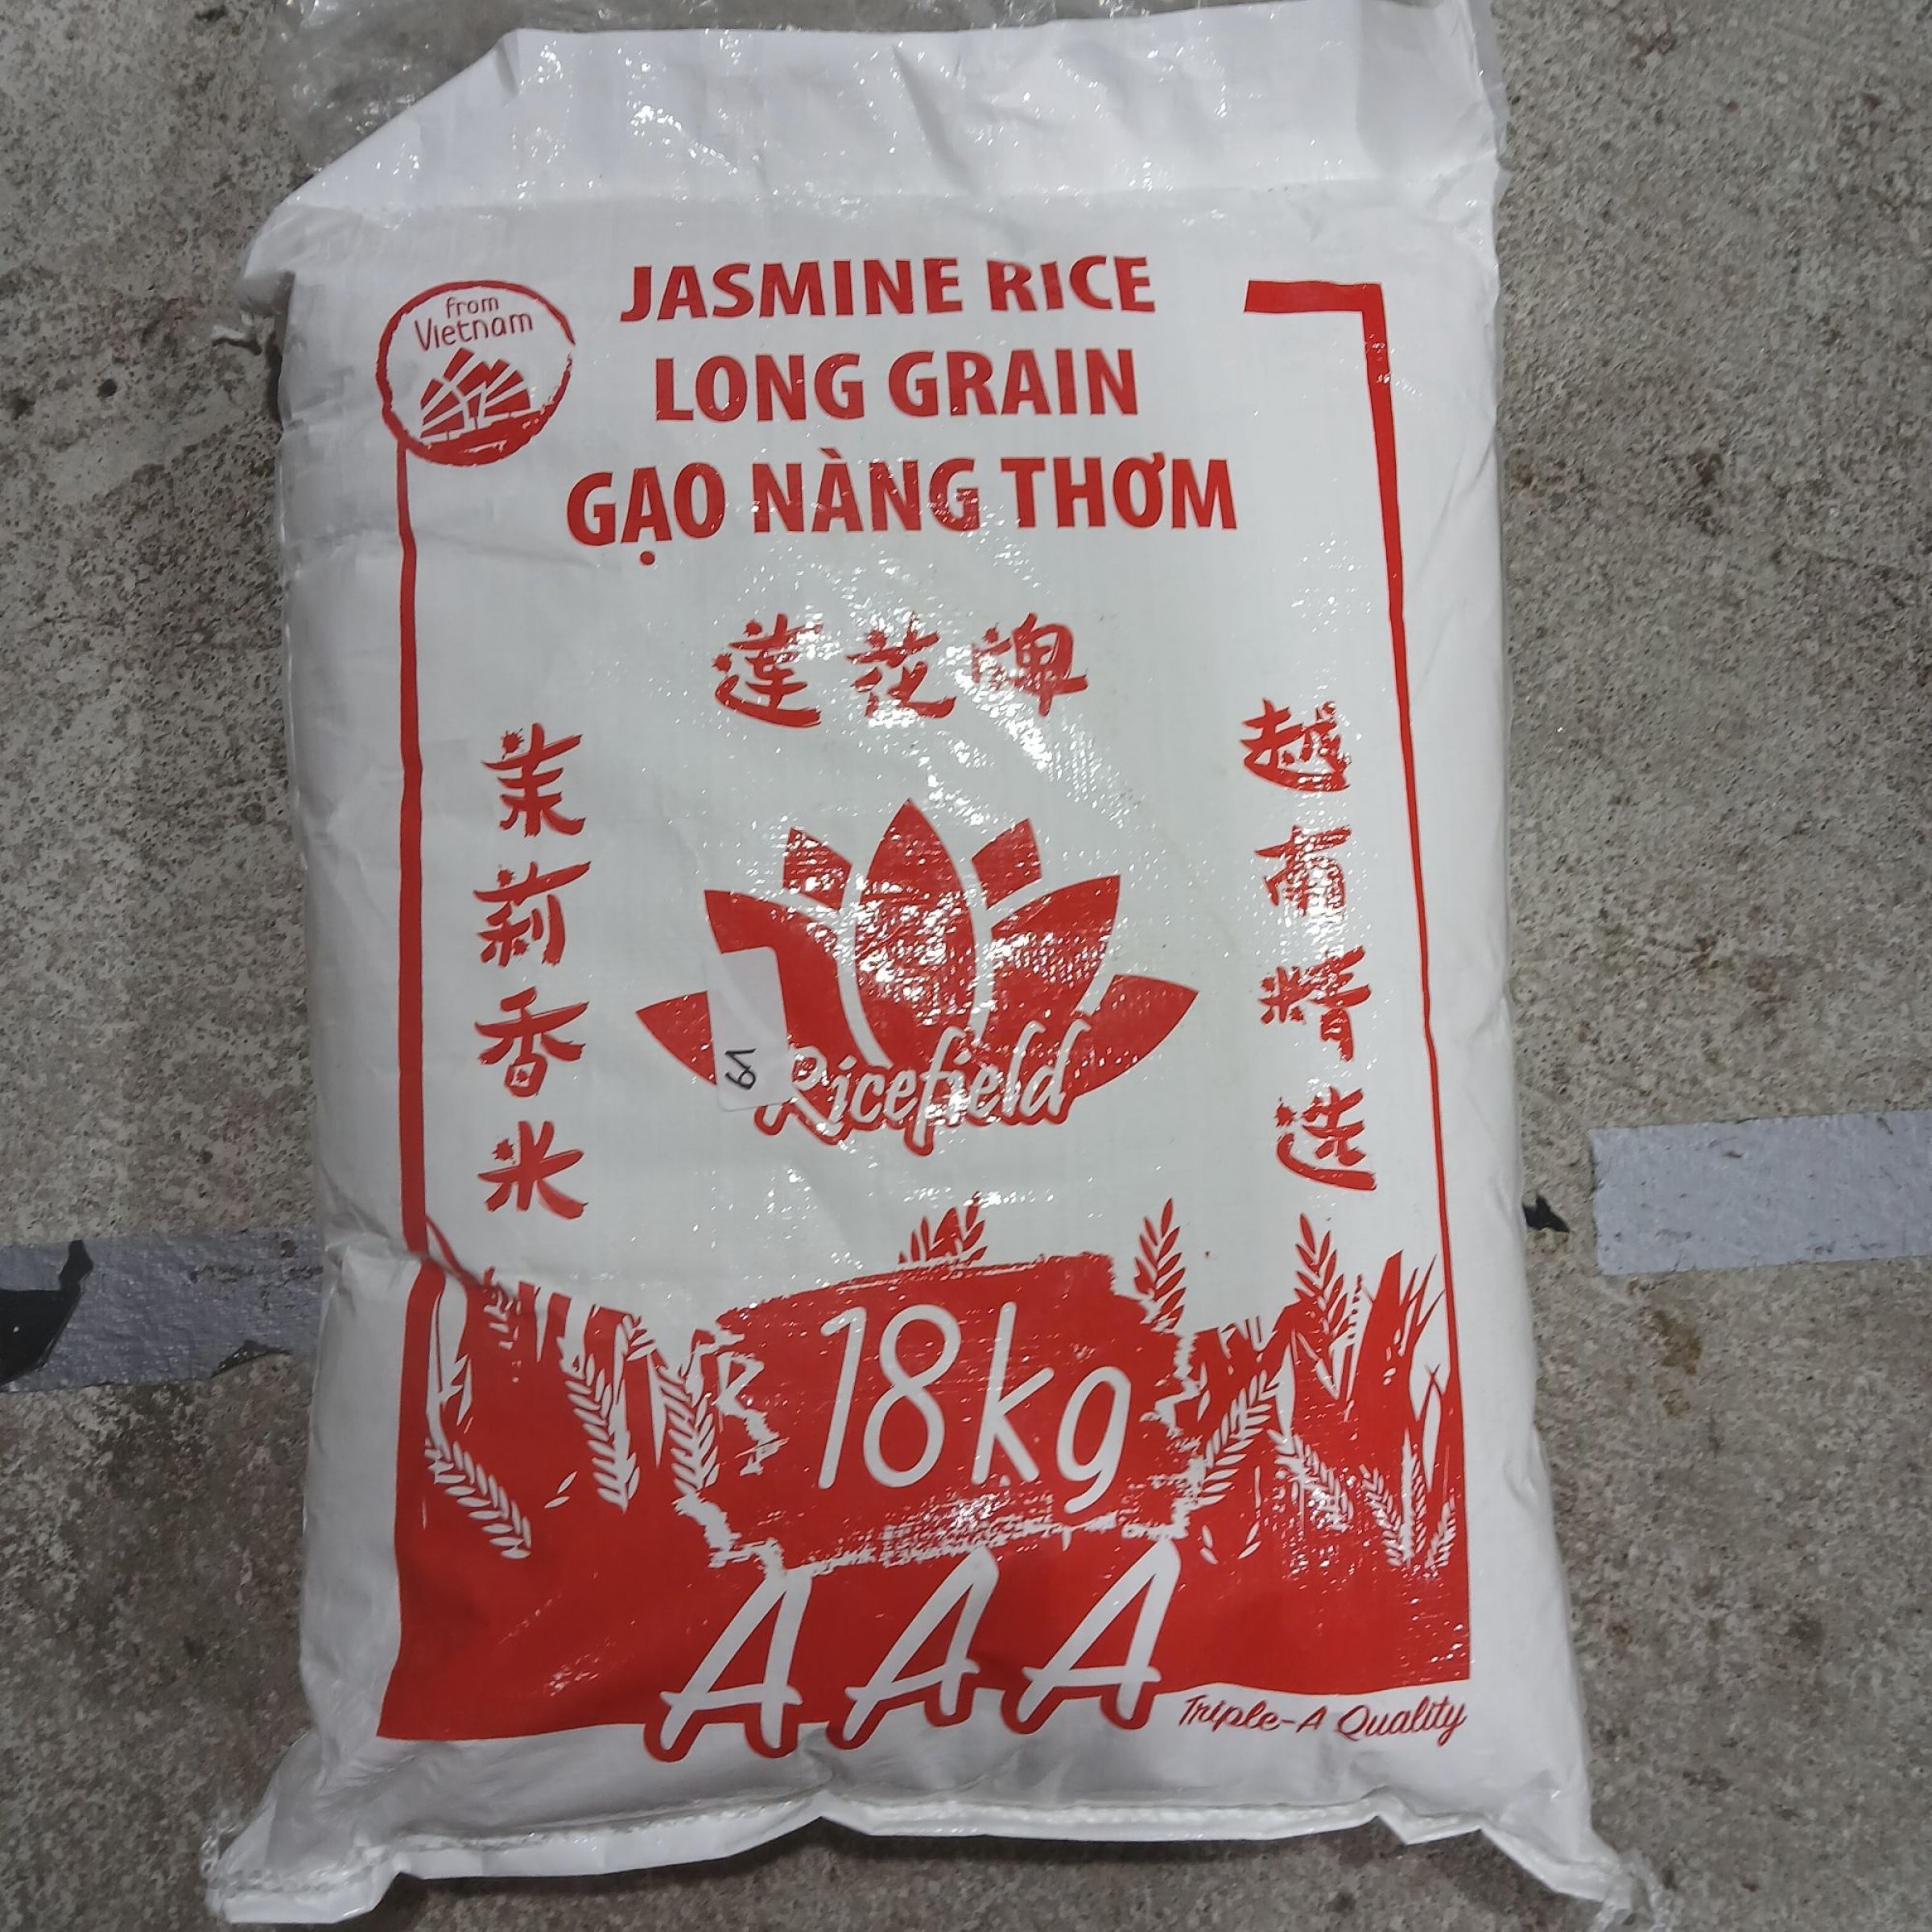 from
Vietnam
JASMINE RICE
LONG GRAIN
GẠO NÀNG THƠM
蓮花牌
茉莉香米
越南精选
Ricefield
18kg
AAA
Triple-A Quality